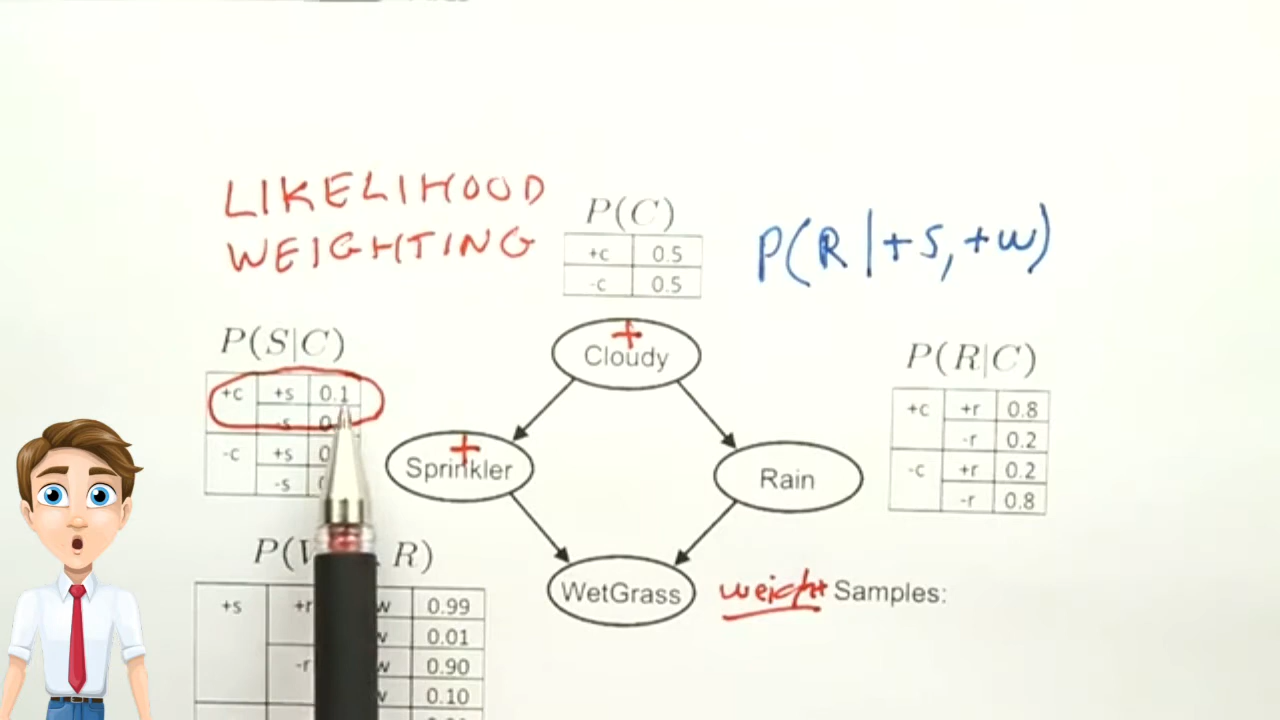 LIKELIHOOD
WEIGHTING
P(C)
+c 0.5
-c 0.5
P(R|+s,+w)
P(S|C)
+c +s 0.1
-s
-c +s
-s
+
Cloudy
+
Sprinkler
Rain
WetGrass
P(R|C)
+c +r 0.8
-r 0.2
-c +r 0.2
-r 0.8
R)
+s +r w 0.99
w 0.01
-r w 0.90
w 0.10
weight Samples: